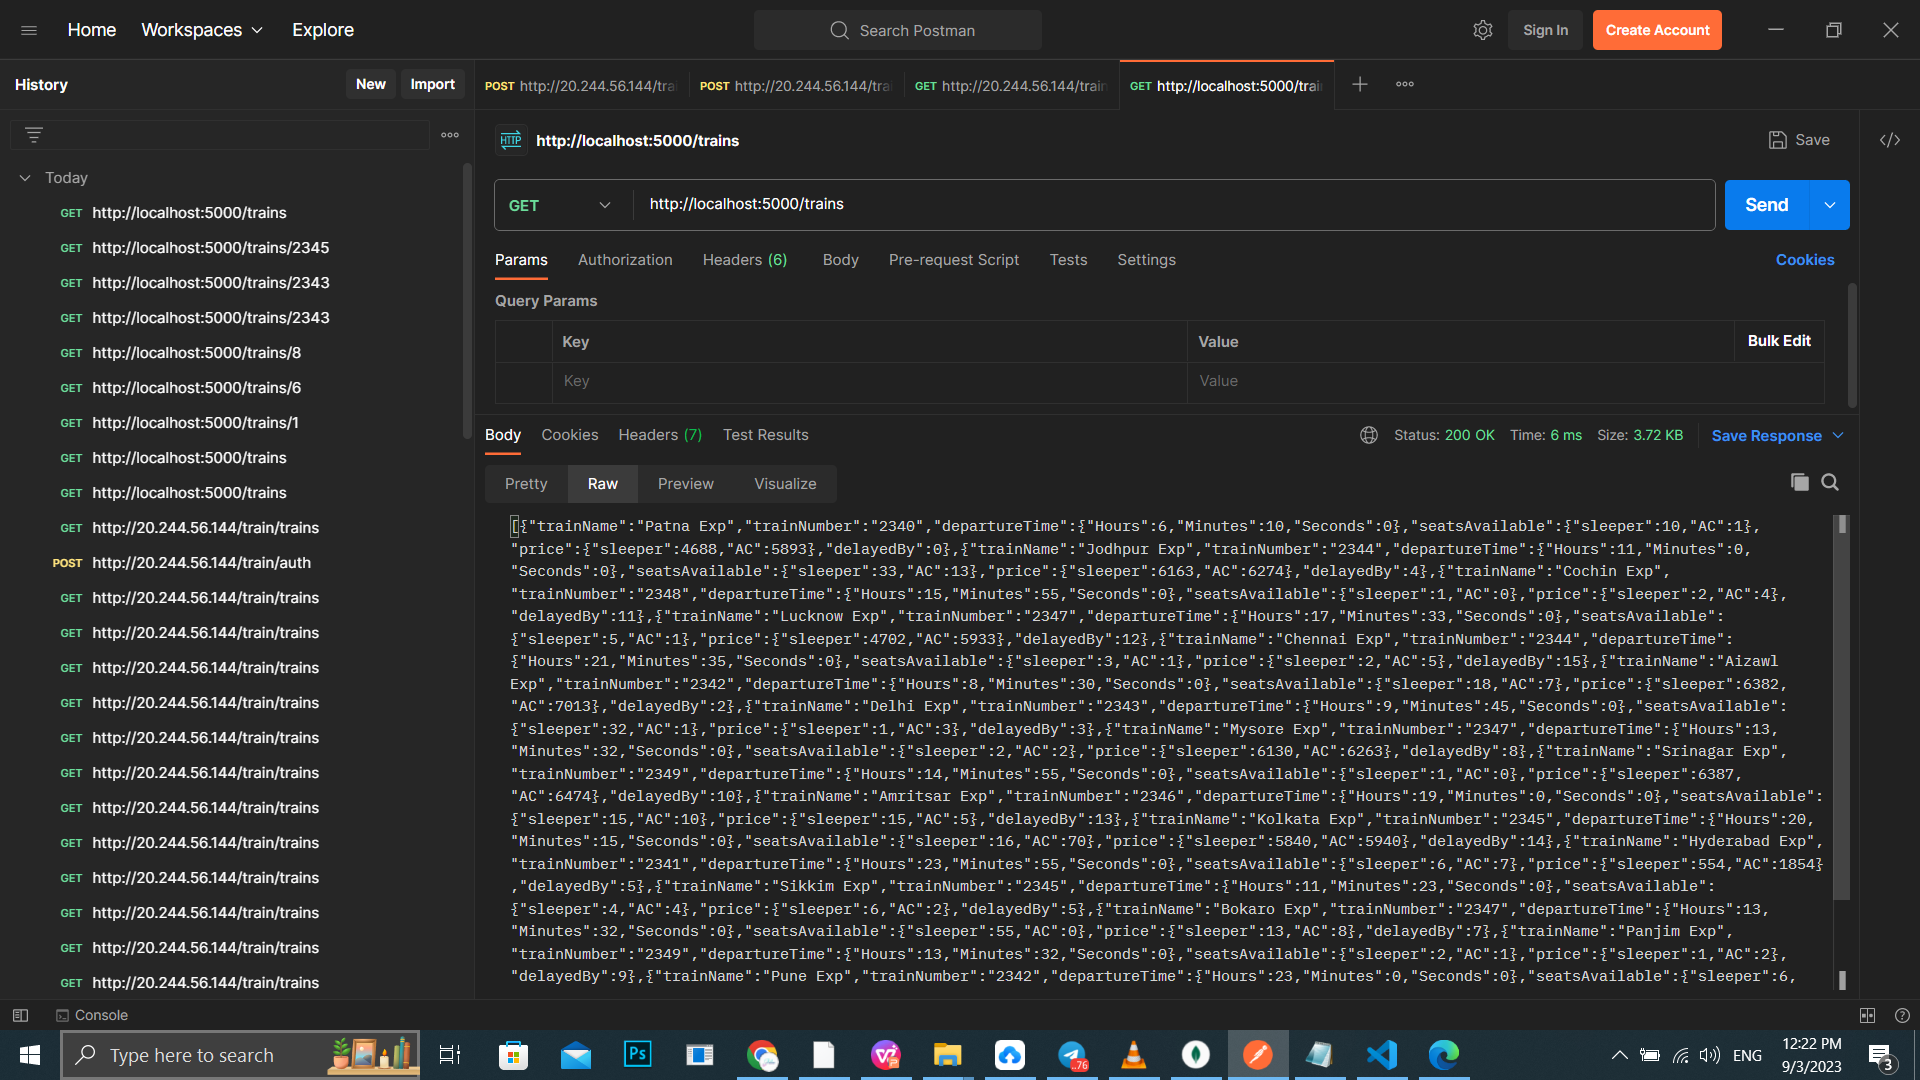 Home
Workspaces
Explore
Search Postman
Sign In
Create Account
History
New
Import
POST http://20.244.56.144/trai
POST http://20.244.56.144/trai
GET http://20.244.56.144/train
GET http://localhost:5000/trai
HTTP http://localhost:5000/trains
Save
</>
Today
GET http://localhost:5000/trains
GET http://localhost:5000/trains/2345
GET http://localhost:5000/trains/2343
GET http://localhost:5000/trains/2343
GET http://localhost:5000/trains/8
GET http://localhost:5000/trains/6
GET http://localhost:5000/trains/1
GET http://localhost:5000/trains
GET http://localhost:5000/trains
GET http://20.244.56.144/train/trains
POST http://20.244.56.144/train/auth
GET http://20.244.56.144/train/trains
GET http://20.244.56.144/train/trains
GET http://20.244.56.144/train/trains
GET http://20.244.56.144/train/trains
GET http://20.244.56.144/train/trains
GET http://20.244.56.144/train/trains
GET http://20.244.56.144/train/trains
GET http://20.244.56.144/train/trains
GET http://20.244.56.144/train/trains
GET http://20.244.56.144/train/trains
GET http://20.244.56.144/train/trains
GET http://20.244.56.144/train/trains
GET
http://localhost:5000/trains
Send
Params
Authorization
Headers (6)
Body
Pre-request Script
Tests
Settings
Cookies
Query Params
Key
Value
Bulk Edit
Key
Value
Body
Cookies
Headers (7)
Test Results
Status: 200 OK
Time: 6 ms
Size: 3.72 KB
Save Response
Pretty
Raw
Preview
Visualize
[{"trainName":"Patna Exp","trainNumber":"2340","departureTime":{"Hours":6,"Minutes":10,"Seconds":0},"seatsAvailable":{"sleeper":10,"AC":1},
"price":{"sleeper":4688,"AC":5893},"delayedBy":0},{"trainName":"Jodhpur Exp","trainNumber":"2344","departureTime":{"Hours":11,"Minutes":0,
"Seconds":0},"seatsAvailable":{"sleeper":33,"AC":13},"price":{"sleeper":6163,"AC":6274},"delayedBy":4},{"trainName":"Cochin Exp",
"trainNumber":"2348","departureTime":{"Hours":15,"Minutes":55,"Seconds":0},"seatsAvailable":{"sleeper":1,"AC":0},"price":{"sleeper":2,"AC":4},
"delayedBy":11},{"trainName":"Lucknow Exp","trainNumber":"2347","departureTime":{"Hours":17,"Minutes":33,"Seconds":0},"seatsAvailable":
{"sleeper":5,"AC":1},"price":{"sleeper":4702,"AC":5933},"delayedBy":12},{"trainName":"Chennai Exp","trainNumber":"2344","departureTime":
{"Hours":21,"Minutes":35,"Seconds":0},"seatsAvailable":{"sleeper":3,"AC":1},"price":{"sleeper":2,"AC":5},"delayedBy":15},{"trainName":"Aizawl
Exp","trainNumber":"2342","departureTime":{"Hours":8,"Minutes":30,"Seconds":0},"seatsAvailable":{"sleeper":18,"AC":7},"price":{"sleeper":6382,
"AC":7013},"delayedBy":2},{"trainName":"Delhi Exp","trainNumber":"2343","departureTime":{"Hours":9,"Minutes":45,"Seconds":0},"seatsAvailable":
{"sleeper":32,"AC":1},"price":{"sleeper":1,"AC":3},"delayedBy":3},{"trainName":"Mysore Exp","trainNumber":"2347","departureTime":{"Hours":13,
"Minutes":32,"Seconds":0},"seatsAvailable":{"sleeper":2,"AC":2},"price":{"sleeper":6130,"AC":6263},"delayedBy":8},{"trainName":"Srinagar Exp",
"trainNumber":"2349","departureTime":{"Hours":14,"Minutes":55,"Seconds":0},"seatsAvailable":{"sleeper":1,"AC":0},"price":{"sleeper":6387,
"AC":6474},"delayedBy":10},{"trainName":"Amritsar Exp","trainNumber":"2346","departureTime":{"Hours":19,"Minutes":0,"Seconds":0},"seatsAvailable":
{"sleeper":15,"AC":10},"price":{"sleeper":15,"AC":5},"delayedBy":13},{"trainName":"Kolkata Exp","trainNumber":"2345","departureTime":{"Hours":20,
"Minutes":15,"Seconds":0},"seatsAvailable":{"sleeper":16,"AC":70},"price":{"sleeper":5840,"AC":5940},"delayedBy":14},{"trainName":"Hyderabad Exp",
"trainNumber":"2341","departureTime":{"Hours":23,"Minutes":55,"Seconds":0},"seatsAvailable":{"sleeper":6,"AC":7},"price":{"sleeper":554,"AC":1854}
,"delayedBy":5},{"trainName":"Sikkim Exp","trainNumber":"2345","departureTime":{"Hours":11,"Minutes":23,"Seconds":0},"seatsAvailable":
{"sleeper":4,"AC":4},"price":{"sleeper":6,"AC":2},"delayedBy":5},{"trainName":"Bokaro Exp","trainNumber":"2347","departureTime":{"Hours":13,
"Minutes":32,"Seconds":0},"seatsAvailable":{"sleeper":55,"AC":0},"price":{"sleeper":13,"AC":8},"delayedBy":7},{"trainName":"Panjim Exp",
"trainNumber":"2349","departureTime":{"Hours":13,"Minutes":32,"Seconds":0},"seatsAvailable":{"sleeper":2,"AC":1},"price":{"sleeper":1,"AC":2},
"delayedBy":9},{"trainName":"Pune Exp","trainNumber":"2342","departureTime":{"Hours":23,"Minutes":0,"Seconds":0},"seatsAvailable":{"sleeper":6,
Console
Type here to search
Ps
..76
ENG
12:22 PM
9/3/2023
3